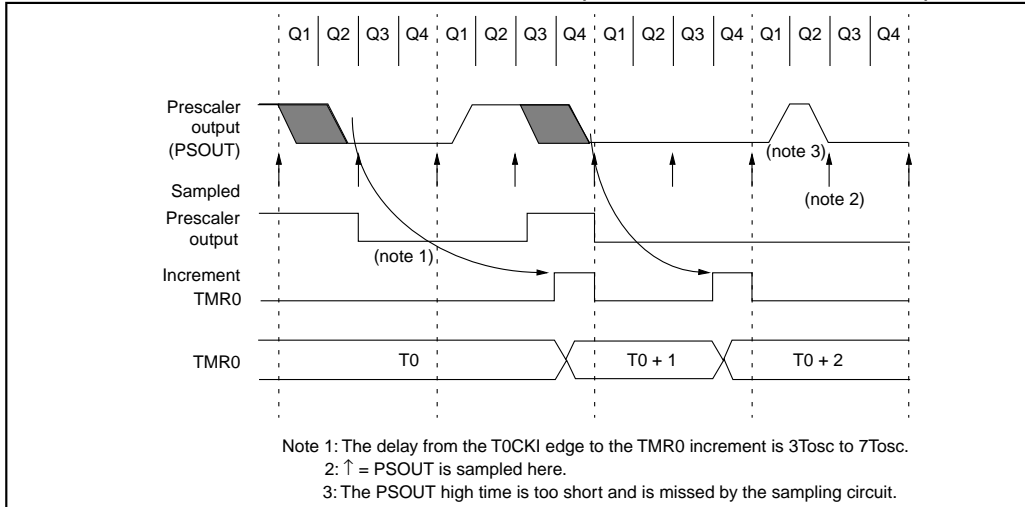 Q1 Q2 Q3 Q4 Q1 Q2 Q3 Q4 Q1 Q2 Q3 Q4 Q1 Q2 Q3 Q4
Prescaler
output
(PSOUT)
(note 3)
(note 2)
Sampled
Prescaler
output
(note 1)
Increment
TMR0
TMR0
T0
T0 + 1
T0 + 2
Note 1: The delay from the T0CKI edge to the TMR0 increment is 3Tosc to 7Tosc.
2: ↑ = PSOUT is sampled here.
3: The PSOUT high time is too short and is missed by the sampling circuit.